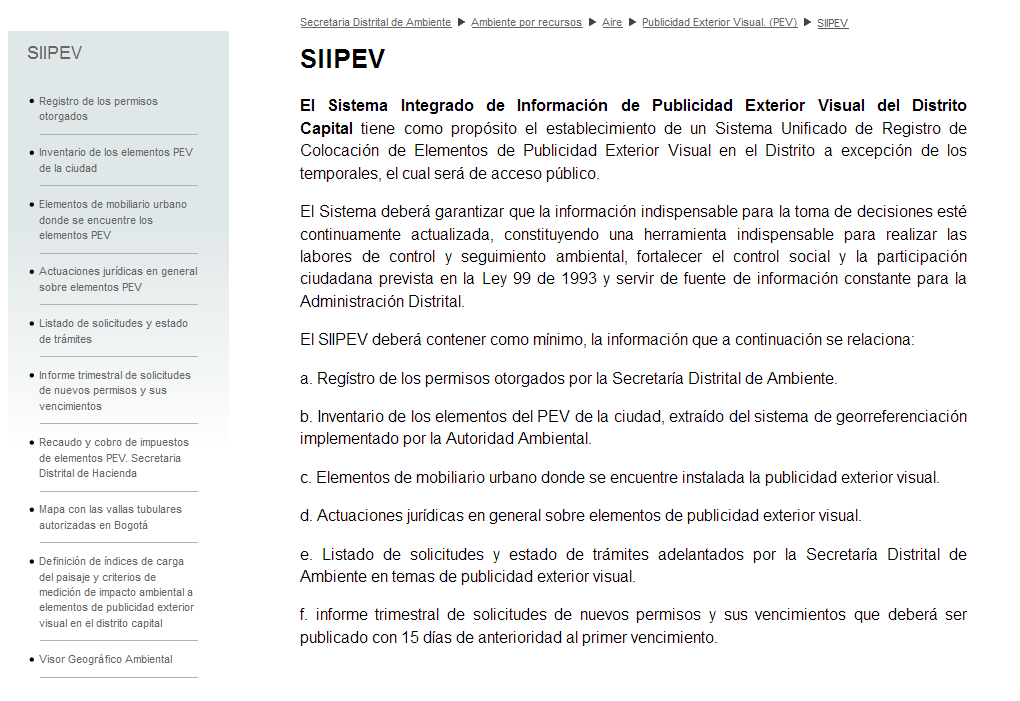 Secretaria Distrital de Ambiente ▶ Ambiente por recursos ▶ Aire ▶ Publicidad Exterior Visual. (PEV) ▶ SIIPEV
SIIPEV
Registro de los permisos
otorgados
Inventario de los elementos PEV
de la ciudad
Elementos de mobiliario urbano
donde se encuentre los
elementos PEV
Actuaciones jurídicas en general
sobre elementos PEV
Listado de solicitudes y estado
de trámites
Informe trimestral de solicitudes
de nuevos permisos y sus
vencimientos
Recaudo y cobro de impuestos
de elementos PEV. Secretaria
Distrital de Hacienda
Mapa con las vallas tubulares
autorizadas en Bogotá
Definición de índices de carga
del paisaje y criterios de
medición de impacto ambiental a
elementos de publicidad exterior
visual en el distrito capital
Visor Geográfico Ambiental
SIIPEV
El Sistema Integrado de Información de Publicidad Exterior Visual del Distrito
Capital tiene como propósito el establecimiento de un Sistema Unificado de Registro de
Colocación de Elementos de Publicidad Exterior Visual en el Distrito a excepción de los
temporales, el cual será de acceso público.
El Sistema deberá garantizar que la información indispensable para la toma de decisiones esté
continuamente actualizada, constituyendo una herramienta indispensable para realizar las
labores de control y seguimiento ambiental, fortalecer el control social y la participación
ciudadana prevista en la Ley 99 de 1993 y servir de fuente de información constante para la
Administración Distrital.
El SIIPEV deberá contener como mínimo, la información que a continuación se relaciona:
a. Regístro de los permisos otorgados por la Secretaría Distrital de Ambiente.
b. Inventario de los elementos del PEV de la ciudad, extraído del sistema de georreferenciación
implementado por la Autoridad Ambiental.
c. Elementos de mobiliario urbano donde se encuentre instalada la publicidad exterior visual.
d. Actuaciones jurídicas en general sobre elementos de publicidad exterior visual.
e. Listado de solicitudes y estado de trámites adelantados por la Secretaría Distrital de
Ambiente en temas de publicidad exterior visual.
f. informe trimestral de solicitudes de nuevos permisos y sus vencimientos que deberá ser
publicado con 15 días de anterioridad al primer vencimiento.